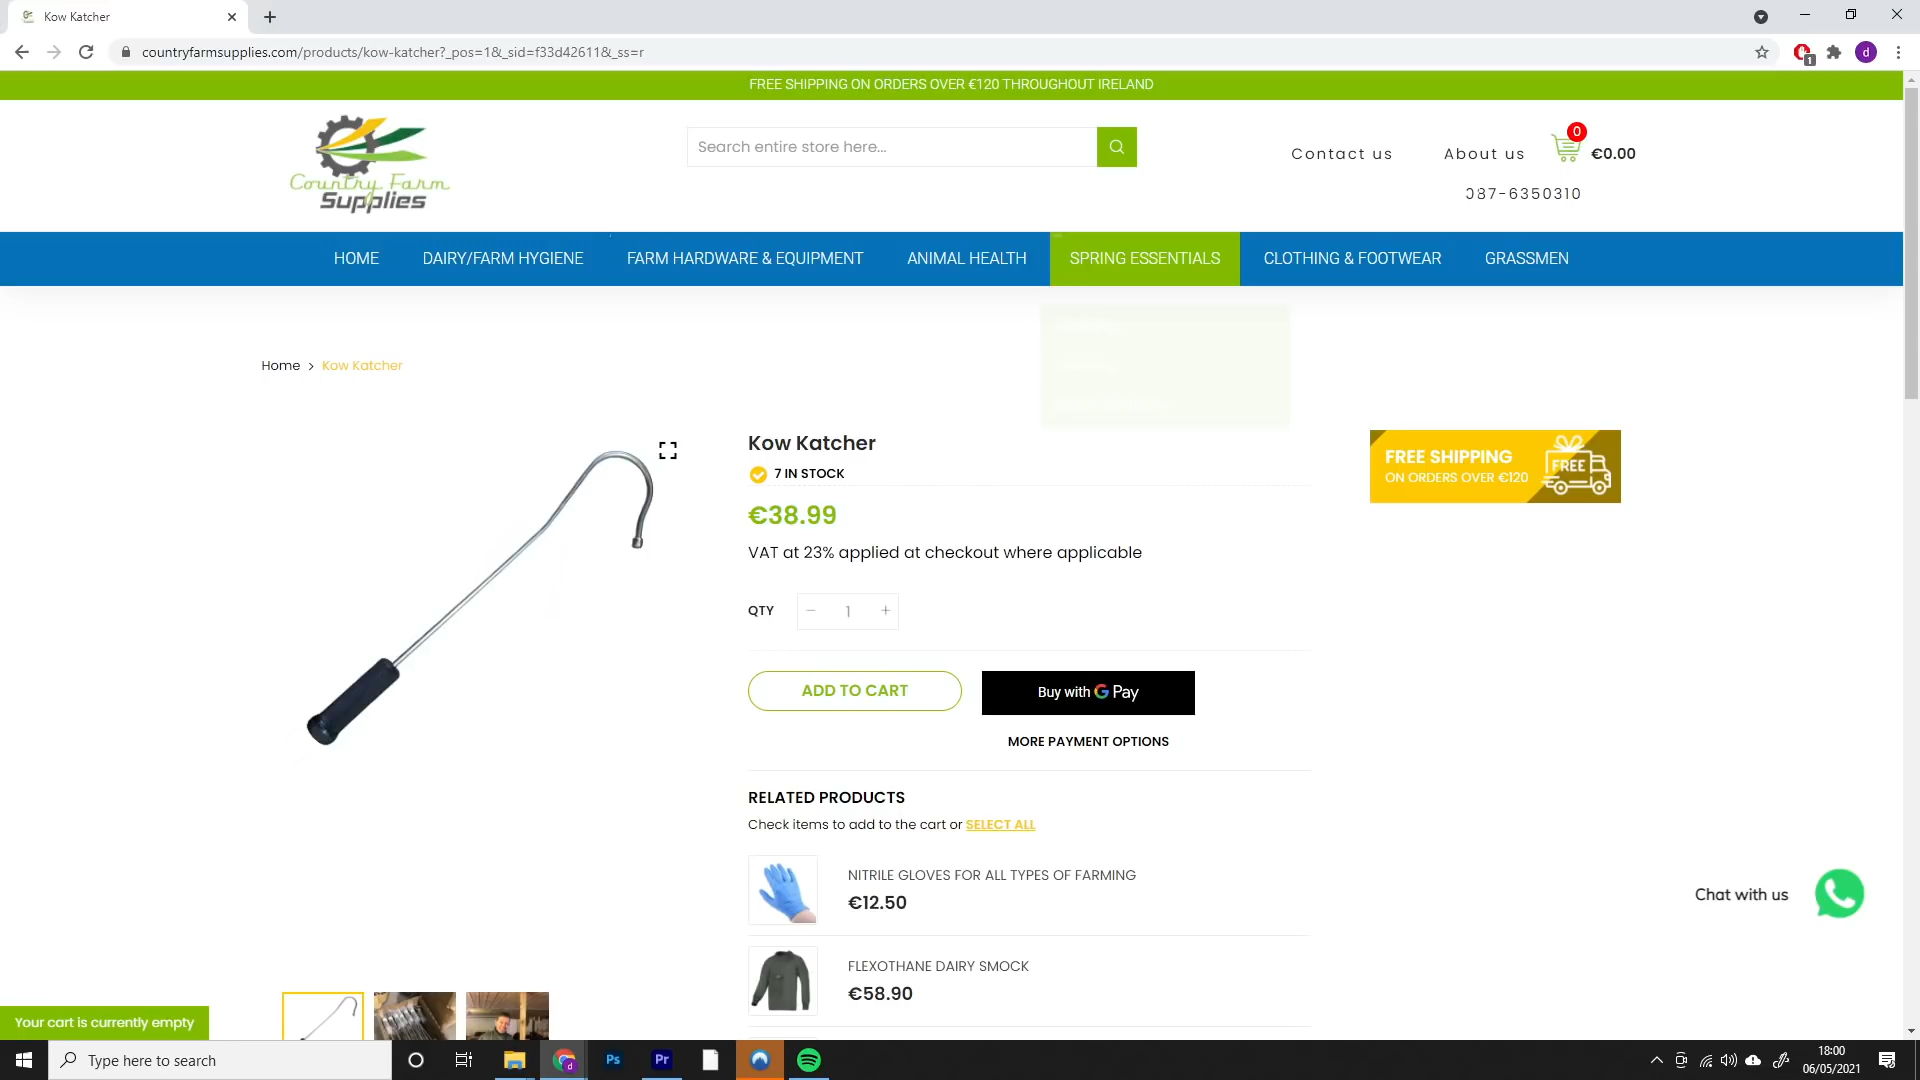 Kow Katcher
countryfarmsupplies.com/products/kow-katcher?_pos=1&_sid=f33d42611&_ss=r
d
1
FREE SHIPPING ON ORDERS OVER €120 THROUGHOUT IRELAND
Country Farm
Supplies
Search entire store here...
Contact us
About us
0
€0.00
087-6350310
HOME
DAIRY/FARM HYGIENE
FARM HARDWARE & EQUIPMENT
ANIMAL HEALTH
SPRING ESSENTIALS
CLOTHING & FOOTWEAR
GRASSMEN
Home > Kow Katcher
Kow Katcher
7 IN STOCK
€38.99
VAT at 23% applied at checkout where applicable
QTY
− 1 +
ADD TO CART
Buy with G Pay
MORE PAYMENT OPTIONS
FREE SHIPPING
ON ORDERS OVER €120
FREE
RELATED PRODUCTS
Check items to add to the cart or SELECT ALL
NITRILE GLOVES FOR ALL TYPES OF FARMING
€12.50
FLEXOTHANE DAIRY SMOCK
€58.90
Chat with us
Your cart is currently empty
Type here to search
Ps
Pr
18:00
06/05/2021